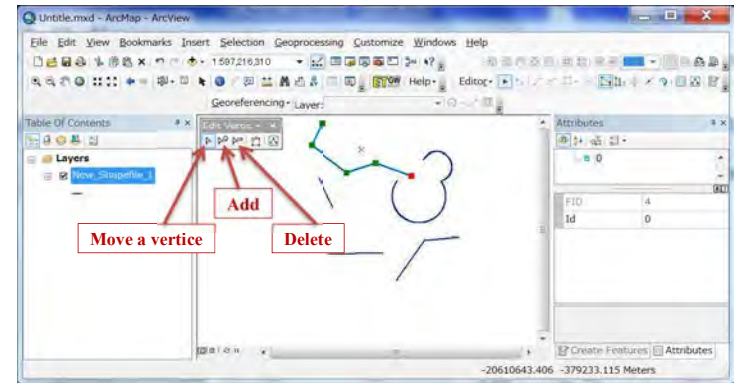 Untitle.mxd - ArcMap - ArcView
File Edit View Bookmarks Insert Selection Geoprocessing Customize Windows Help
1:597,216,310
Help▾ Editor▾
Georeferencing▾ Layer:
Table Of Contents
Edit Vertic
Attributes
Layers
New_Shapefile_1
0
Add
Move a vertice
Delete
FID 4
Id 0
Create Features Attributes
-20610643.406 -379233.115 Meters